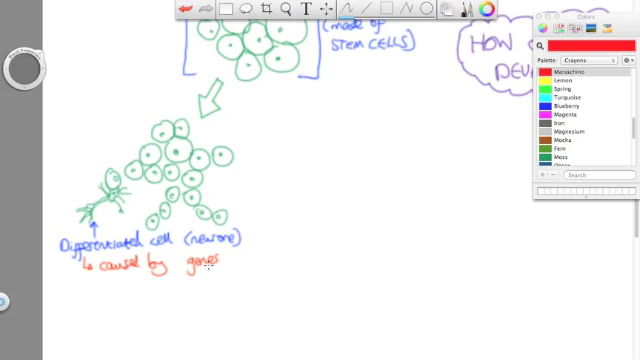 (made of
STEM CELLS)
HOW
DEV
Differentiated cell (neurone)
↳ caused by genes
Colors
Palette: Crayons
Maraschino
Lemon
Spring
Turquoise
Blueberry
Magenta
Iron
Magnesium
Mocha
Fern
Moss
Ocean
Search